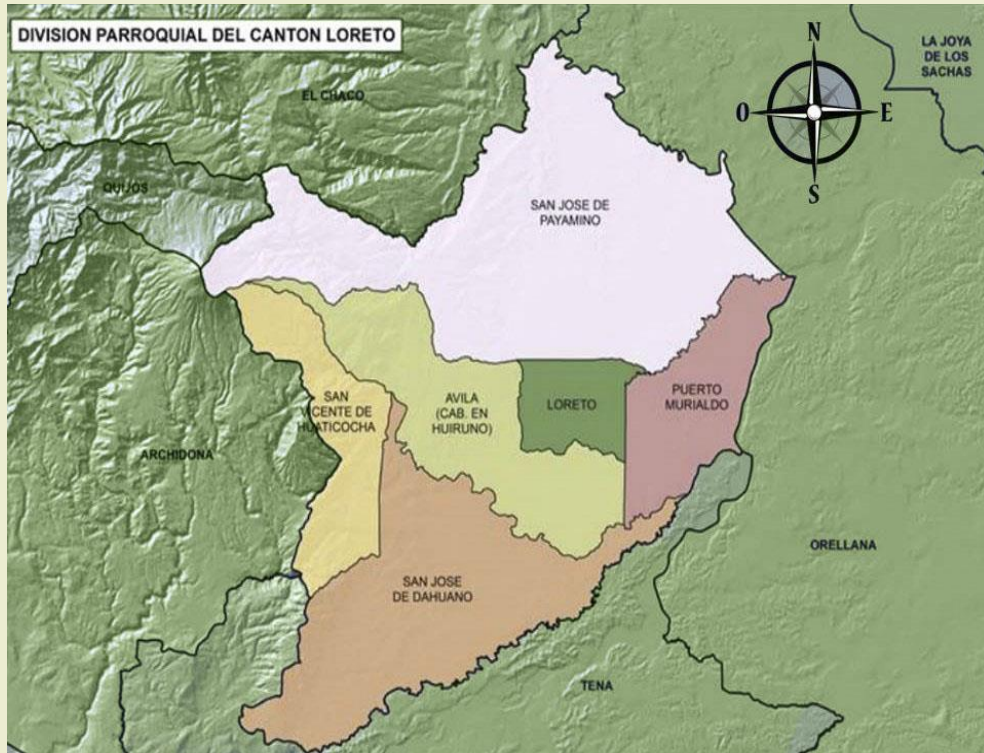 DIVISION PARROQUIAL DEL CANTON LORETO
N
O
E
S
LA JOYA
DE LOS
SACHAS
EL CHACO
QUIJOS
SAN JOSE DE
PAYAMINO
SAN
VICENTE DE
HUATICOCHA
AVILA
(CAB. EN
HUIRUNO)
LORETO
PUERTO
MURIALDO
ARCHIDONA
ORELLANA
SAN JOSE
DE DAHUANO
TENA